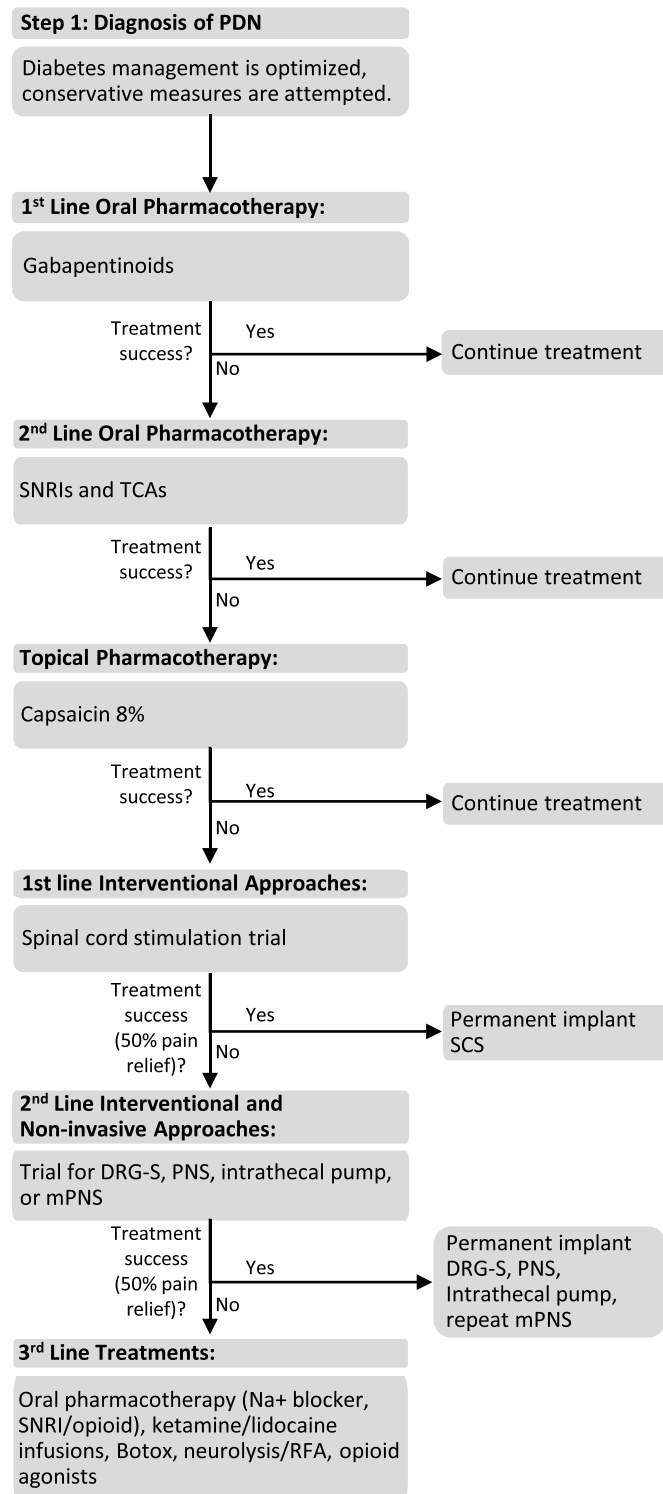 Step 1: Diagnosis of PDN
Diabetes management is optimized,
conservative measures are attempted.
1st Line Oral Pharmacotherapy:
Gabapentinoids
Treatment
success?
Yes
No
Continue treatment
2nd Line Oral Pharmacotherapy:
SNRIs and TCAs
Treatment
success?
Yes
No
Continue treatment
Topical Pharmacotherapy:
Capsaicin 8%
Treatment
success?
Yes
No
Continue treatment
1st line Interventional Approaches:
Spinal cord stimulation trial
Treatment
success
(50% pain
relief)?
Yes
No
Permanent implant
SCS
2nd Line Interventional and
Non-invasive Approaches:
Trial for DRG-S, PNS, intrathecal pump,
or mPNS
Treatment
success
(50% pain
relief)?
Yes
No
Permanent implant
DRG-S, PNS,
Intrathecal pump,
repeat mPNS
3rd Line Treatments:
Oral pharmacotherapy (Na+ blocker,
SNRI/opioid), ketamine/lidocaine
infusions, Botox, neurolysis/RFA, opioid
agonists